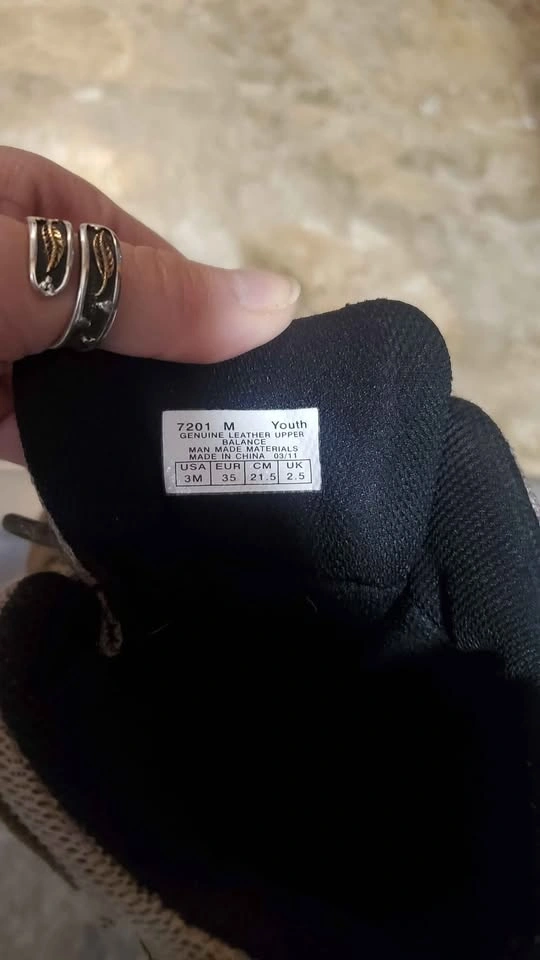 7201 M Youth
GENUINE LEATHER UPPER
BALANCE
MAN MADE MATERIALS
MADE IN CHINA 03/11
USA EUR CM UK
3M 35 21.5 2.5